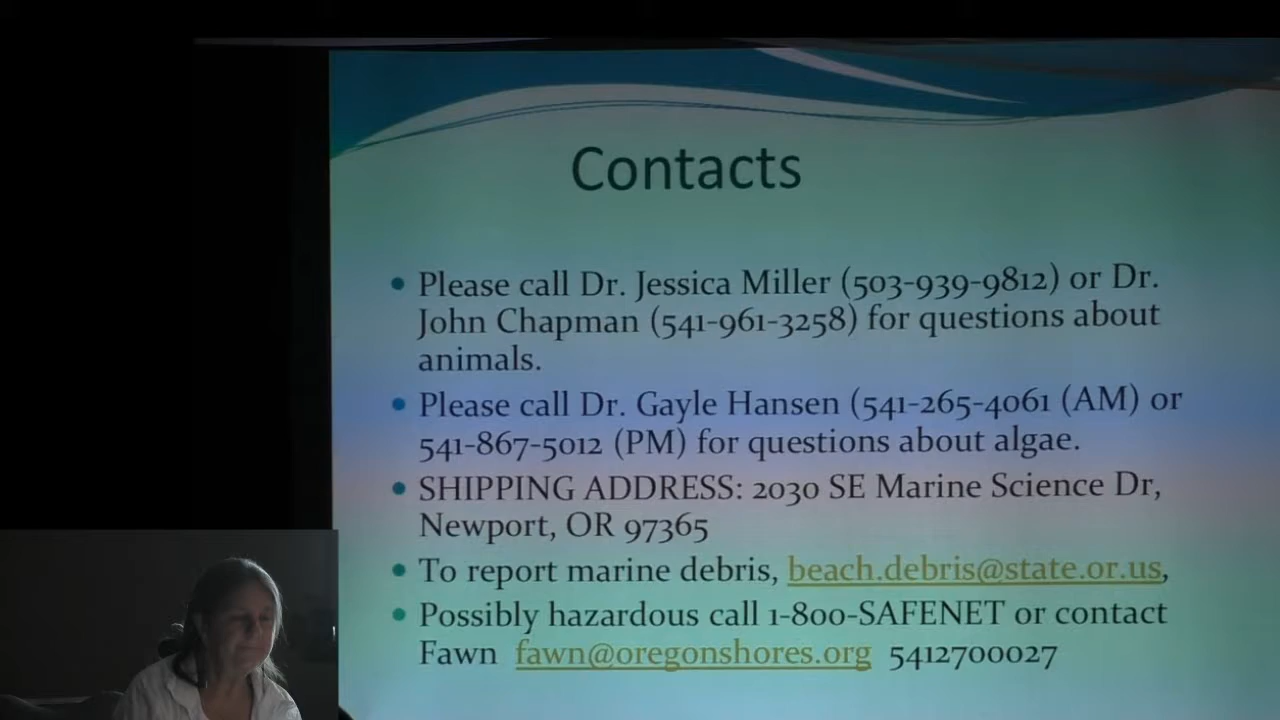 Contacts
• Please call Dr. Jessica Miller (503-939-9812) or Dr.
John Chapman (541-961-3258) for questions about
animals.
• Please call Dr. Gayle Hansen (541-265-4061 (AM) or
541-867-5012 (PM) for questions about algae.
• SHIPPING ADDRESS: 2030 SE Marine Science Dr,
Newport, OR 97365
• To report marine debris, beach.debris@state.or.us,
• Possibly hazardous call 1-800-SAFENET or contact
Fawn fawn@oregonshores.org 5412700027